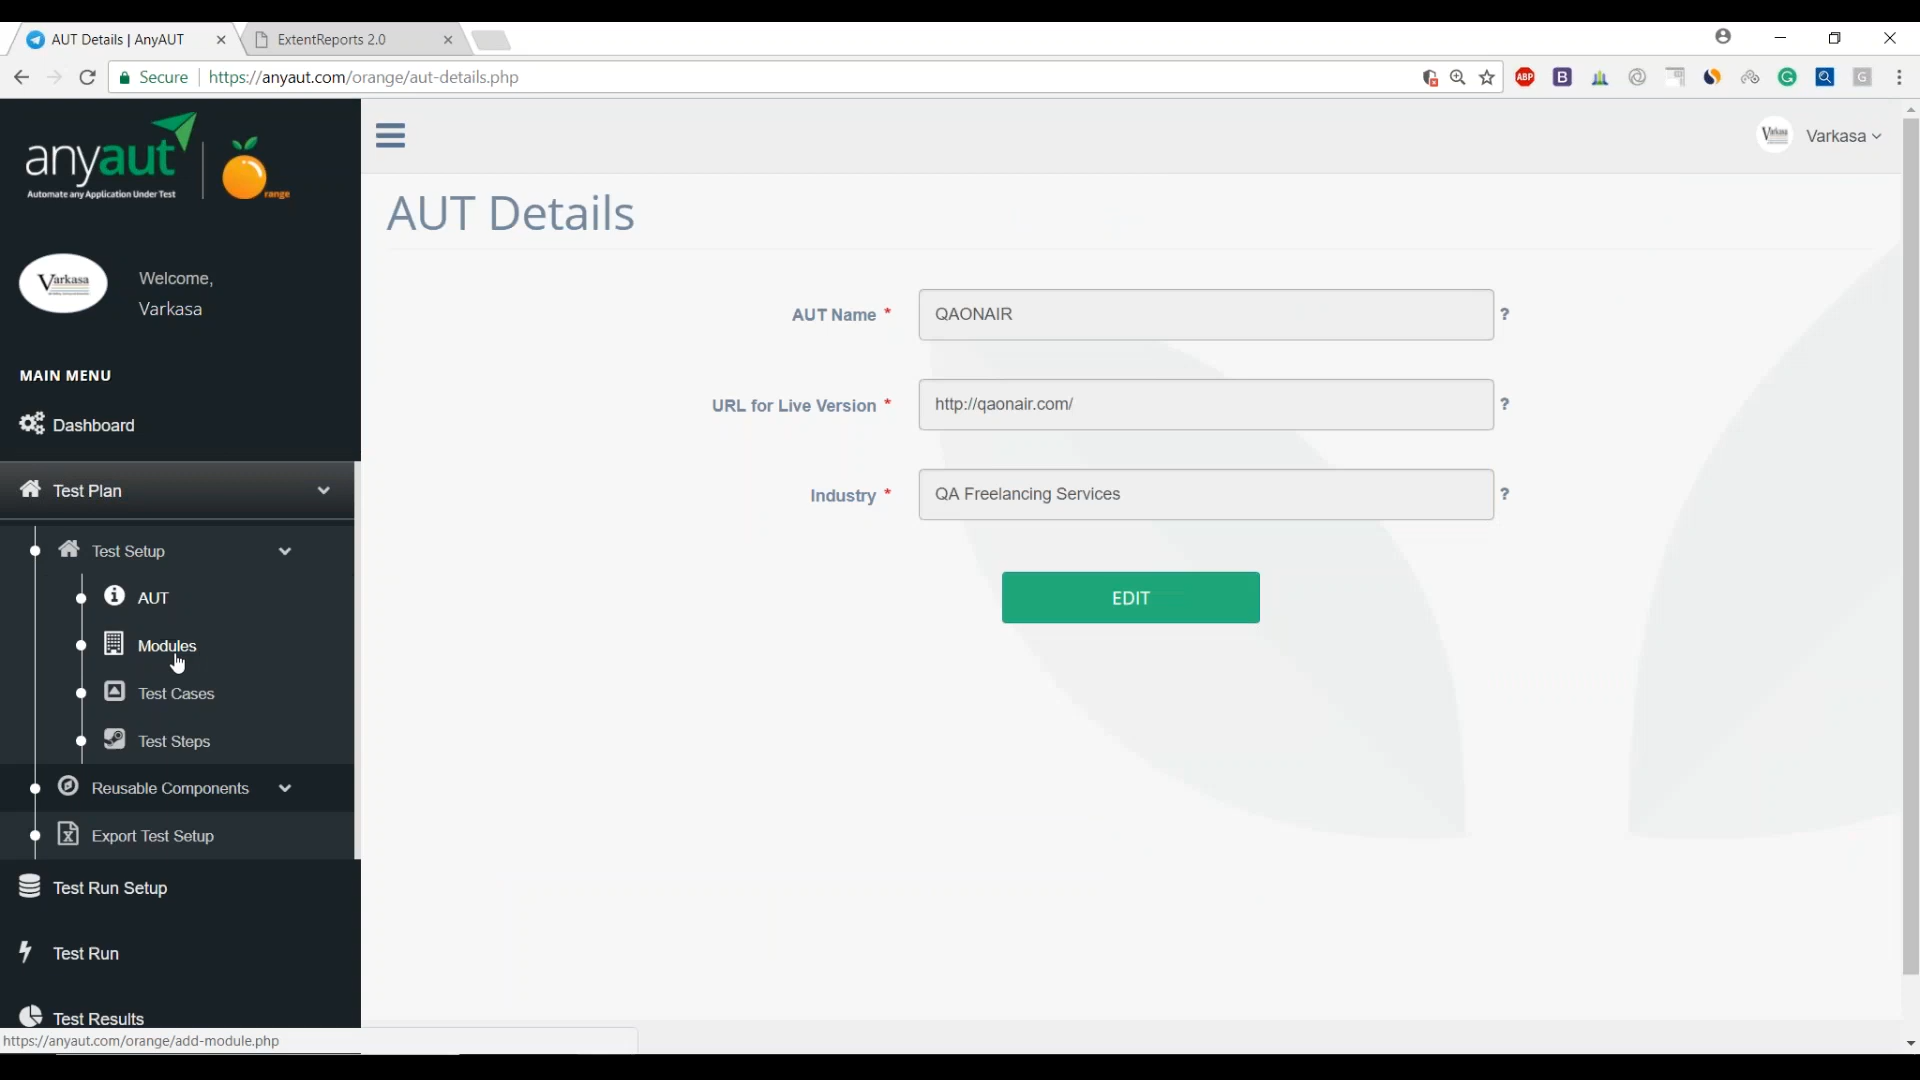 AUT Details | AnyAUT
ExtentReports 2.0
Secure
https://anyaut.com/orange/aut-details.php
ABP
B
G
G
anyaut
Automate any Application Under Test
range
Varkasa
Varkasa
AUT Details
Varkasa
Welcome,
Varkasa
AUT Name *
QAONAIR
?
MAIN MENU
URL for Live Version *
http://qaonair.com/
?
Dashboard
Industry *
QA Freelancing Services
?
Test Plan
Test Setup
AUT
EDIT
Modules
Test Cases
Test Steps
Reusable Components
Export Test Setup
Test Run Setup
Test Run
Test Results
https://anyaut.com/orange/add-module.php